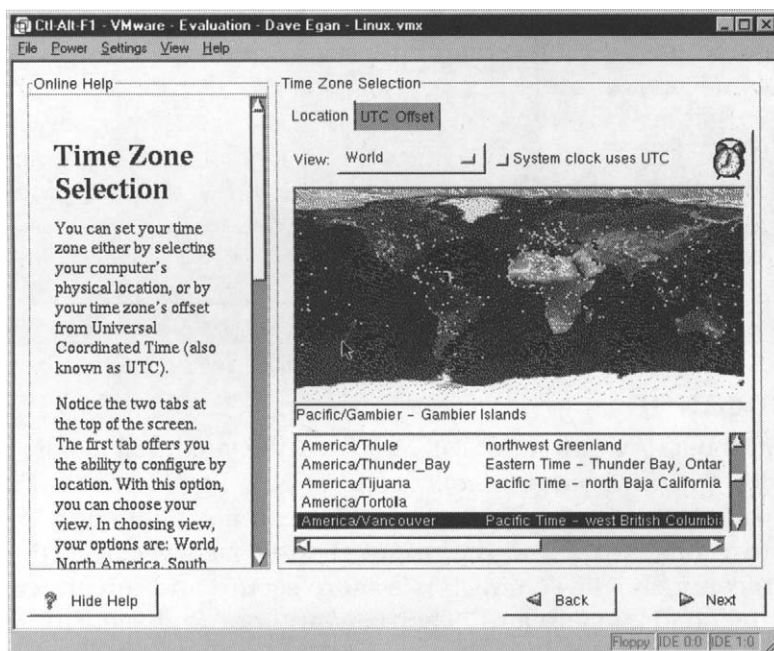 Ctl-Alt-F1 - VMware - Evaluation - Dave Egan - Linux.vmx
File Power Settings View Help
Online Help
Time Zone
Selection
You can set your time
zone either by selecting
your computer's
physical location, or by
your time zone's offset
from Universal
Coordinated Time (also
known as UTC).
Notice the two tabs at
the top of the screen.
The first tab offers you
the ability to configure by
location. With this option,
you can choose your
view. In choosing view,
your options are: World,
North America, South
Hide Help
Time Zone Selection
Location UTC Offset
View: World System clock uses UTC
Pacific/Gambier – Gambier Islands
America/Thule northwest Greenland
America/Thunder_Bay Eastern Time – Thunder Bay, Ontar
America/Tijuana Pacific Time – north Baja California
America/Tortola
America/Vancouver Pacific Time – west British Columbia
Back Next
Floppy IDE 0:0 IDE 1:0